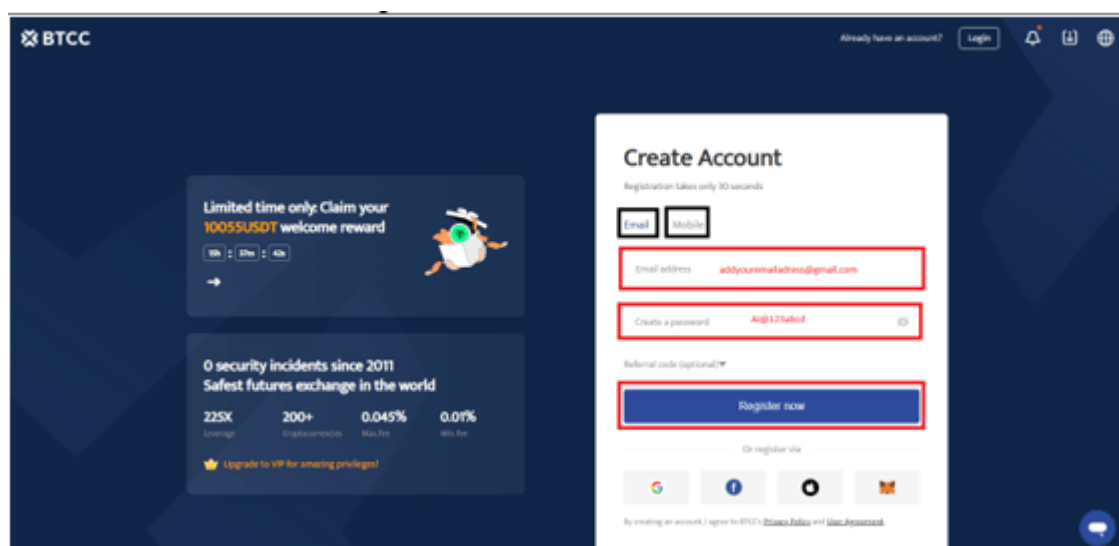 BTCC
Already have an account?
Login
Limited time only: Claim your
10055USDT welcome reward
0 security incidents since 2011
Safest futures exchange in the world
225X 200+ 0.045% 0.01%
Leverage Cryptocurrencies Max Fee Min Fee
Upgrade to VIP for amazing privileges!
Create Account
Registration takes only 30 seconds
Email Mobile
Email address addyouremailadress@gmail.com
Create a password
Referral code (optional)
Register now
Or register via
By creating an account, I agree to BTCC's Privacy Policy and User Agreement.